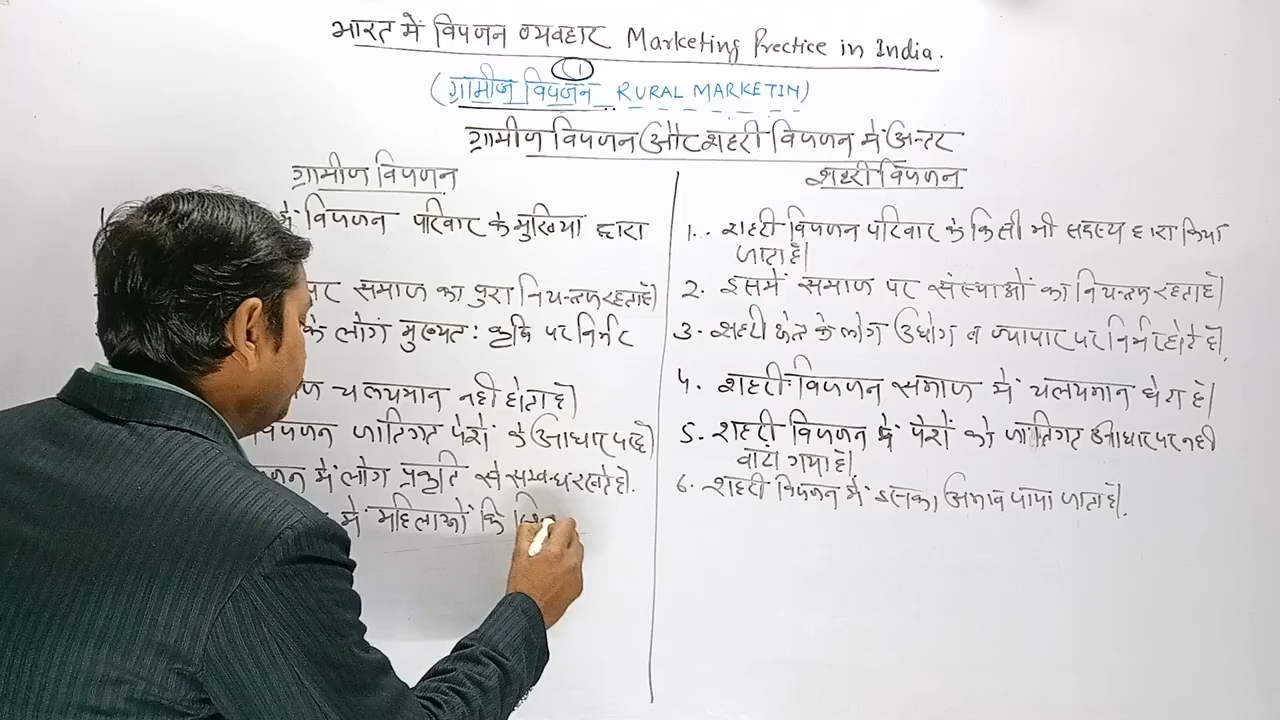 भारत में विपणन व्यवहार Marketing Prectice in India.
1
(ग्रामीण विपणन RURAL MARKETIN)
ग्रामीण विपणन और शहरी विपणन में अन्तर
ग्रामीण विपणन
में विपणन परिवार के मुखिया द्वारा
पर समाज का पुरा नियन्त्रण रहता है)
के लोग मुख्यत: कृषि पर निर्भर
चलयमान नही होता है)
विपणन जातिगत पेशों के आधार पर है)
में लोग प्रकृति से सम्बन्ध रखते है.
में महिलाओं कि
शहरी विपणन
1.. शहरी विपणन परिवार के किसी भी सदस्य द्वारा किया
जाता है।
2. इसमें समाज पर संस्थाओं का नियन्त्रण रहता है)
3. शहरी क्षेत्र के लोग उधोग व व्यापार पर निर्भर होते है.
4. शहरी विपणन समाज में चलयमान होता है)
5. शहरी विपणन में पेशों को जातिगत आधार पर नही
बांटा गया है)
6. शहरी विपणन में इसका अभाव पाया जाता है).